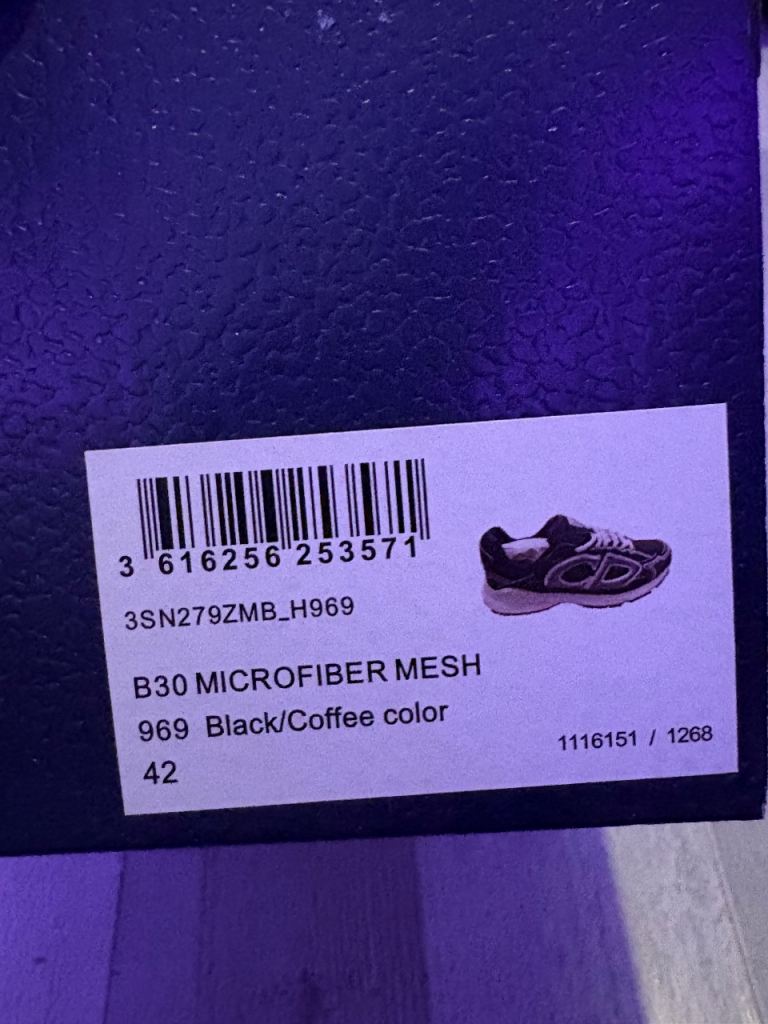 3 616256 253571
3SN279ZMB_H969
B30 MICROFIBER MESH
969 Black/Coffee color
42
1116151 / 1268